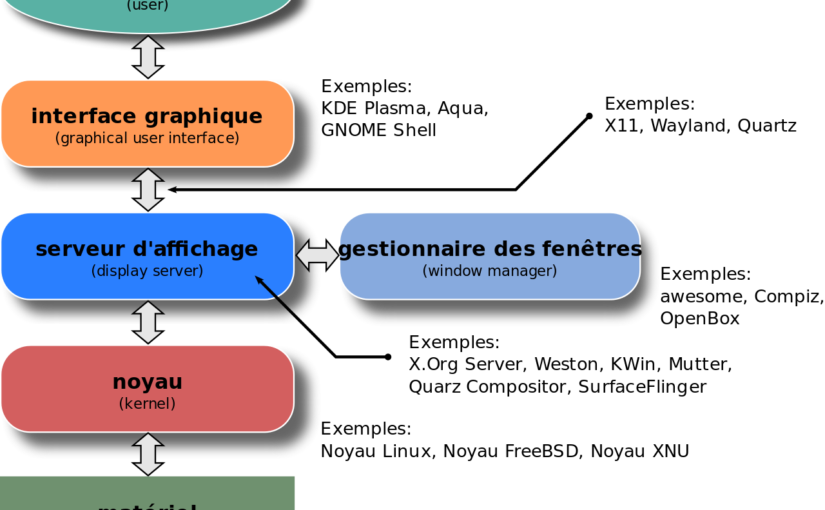 (user)
Exemples:
KDE Plasma, Aqua,
GNOME Shell
Exemples:
X11, Wayland, Quartz
interface graphique
(graphical user interface)
serveur d'affichage
(display server)
gestionnaire des fenêtres
(window manager)
Exemples:
awesome, Compiz,
OpenBox
Exemples:
X.Org Server, Weston, KWin, Mutter,
Quarz Compositor, SurfaceFlinger
noyau
(kernel)
Exemples:
Noyau Linux, Noyau FreeBSD, Noyau XNU
matériel